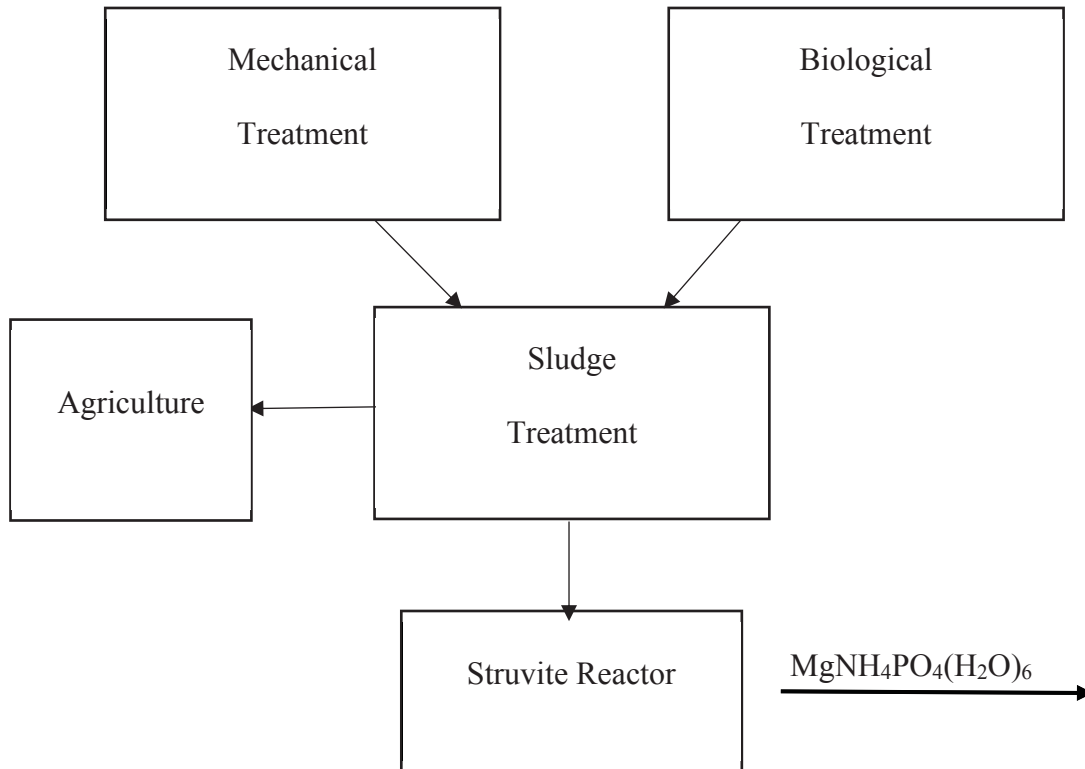 Mechanical
Treatment
Biological
Treatment
Sludge
Treatment
Agriculture
Struvite Reactor
MgNH₄PO₄(H₂O)₆